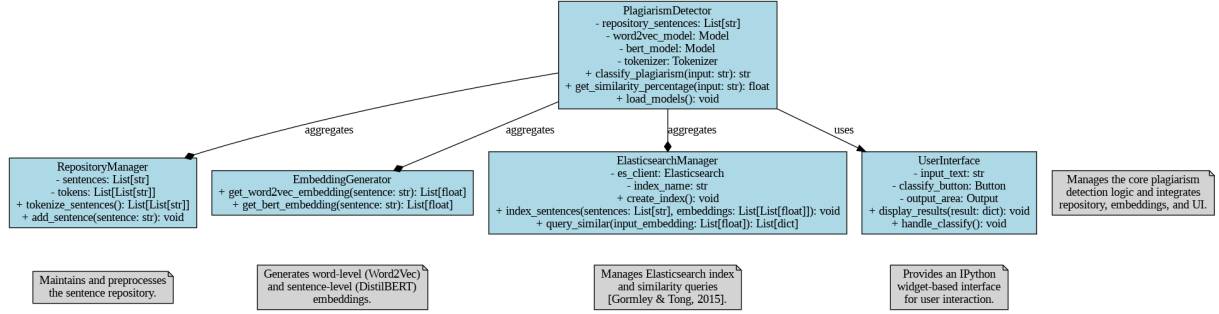 PlagiarismDetector
- repository_sentences: List[str]
- word2vec_model: Model
- bert_model: Model
- tokenizer: Tokenizer
+ classify_plagiarism(input: str): str
+ get_similarity_percentage(input: str): float
+ load_models(): void
aggregates
aggregates
aggregates
uses
RepositoryManager
- sentences: List[str]
- tokens: List[List[str]]
+ tokenize_sentences(): List[List[str]]
+ add_sentence(sentence: str): void
EmbeddingGenerator
+ get_word2vec_embedding(sentence: str): List[float]
+ get_bert_embedding(sentence: str): List[float]
ElasticsearchManager
- es_client: Elasticsearch
- index_name: str
+ create_index(): void
+ index_sentences(sentences: List[str], embeddings: List[List[float]]): void
+ query_similar(input_embedding: List[float]): List[dict]
UserInterface
- input_text: str
- classify_button: Button
- output_area: Output
+ display_results(result: dict): void
+ handle_classify(): void
Manages the core plagiarism
detection logic and integrates
repository, embeddings, and UI.
Maintains and preprocesses
the sentence repository.
Generates word-level (Word2Vec)
and sentence-level (DistilBERT)
embeddings.
Manages Elasticsearch index
and similarity queries
[Gormley & Tong, 2015].
Provides an IPython
widget-based interface
for user interaction.